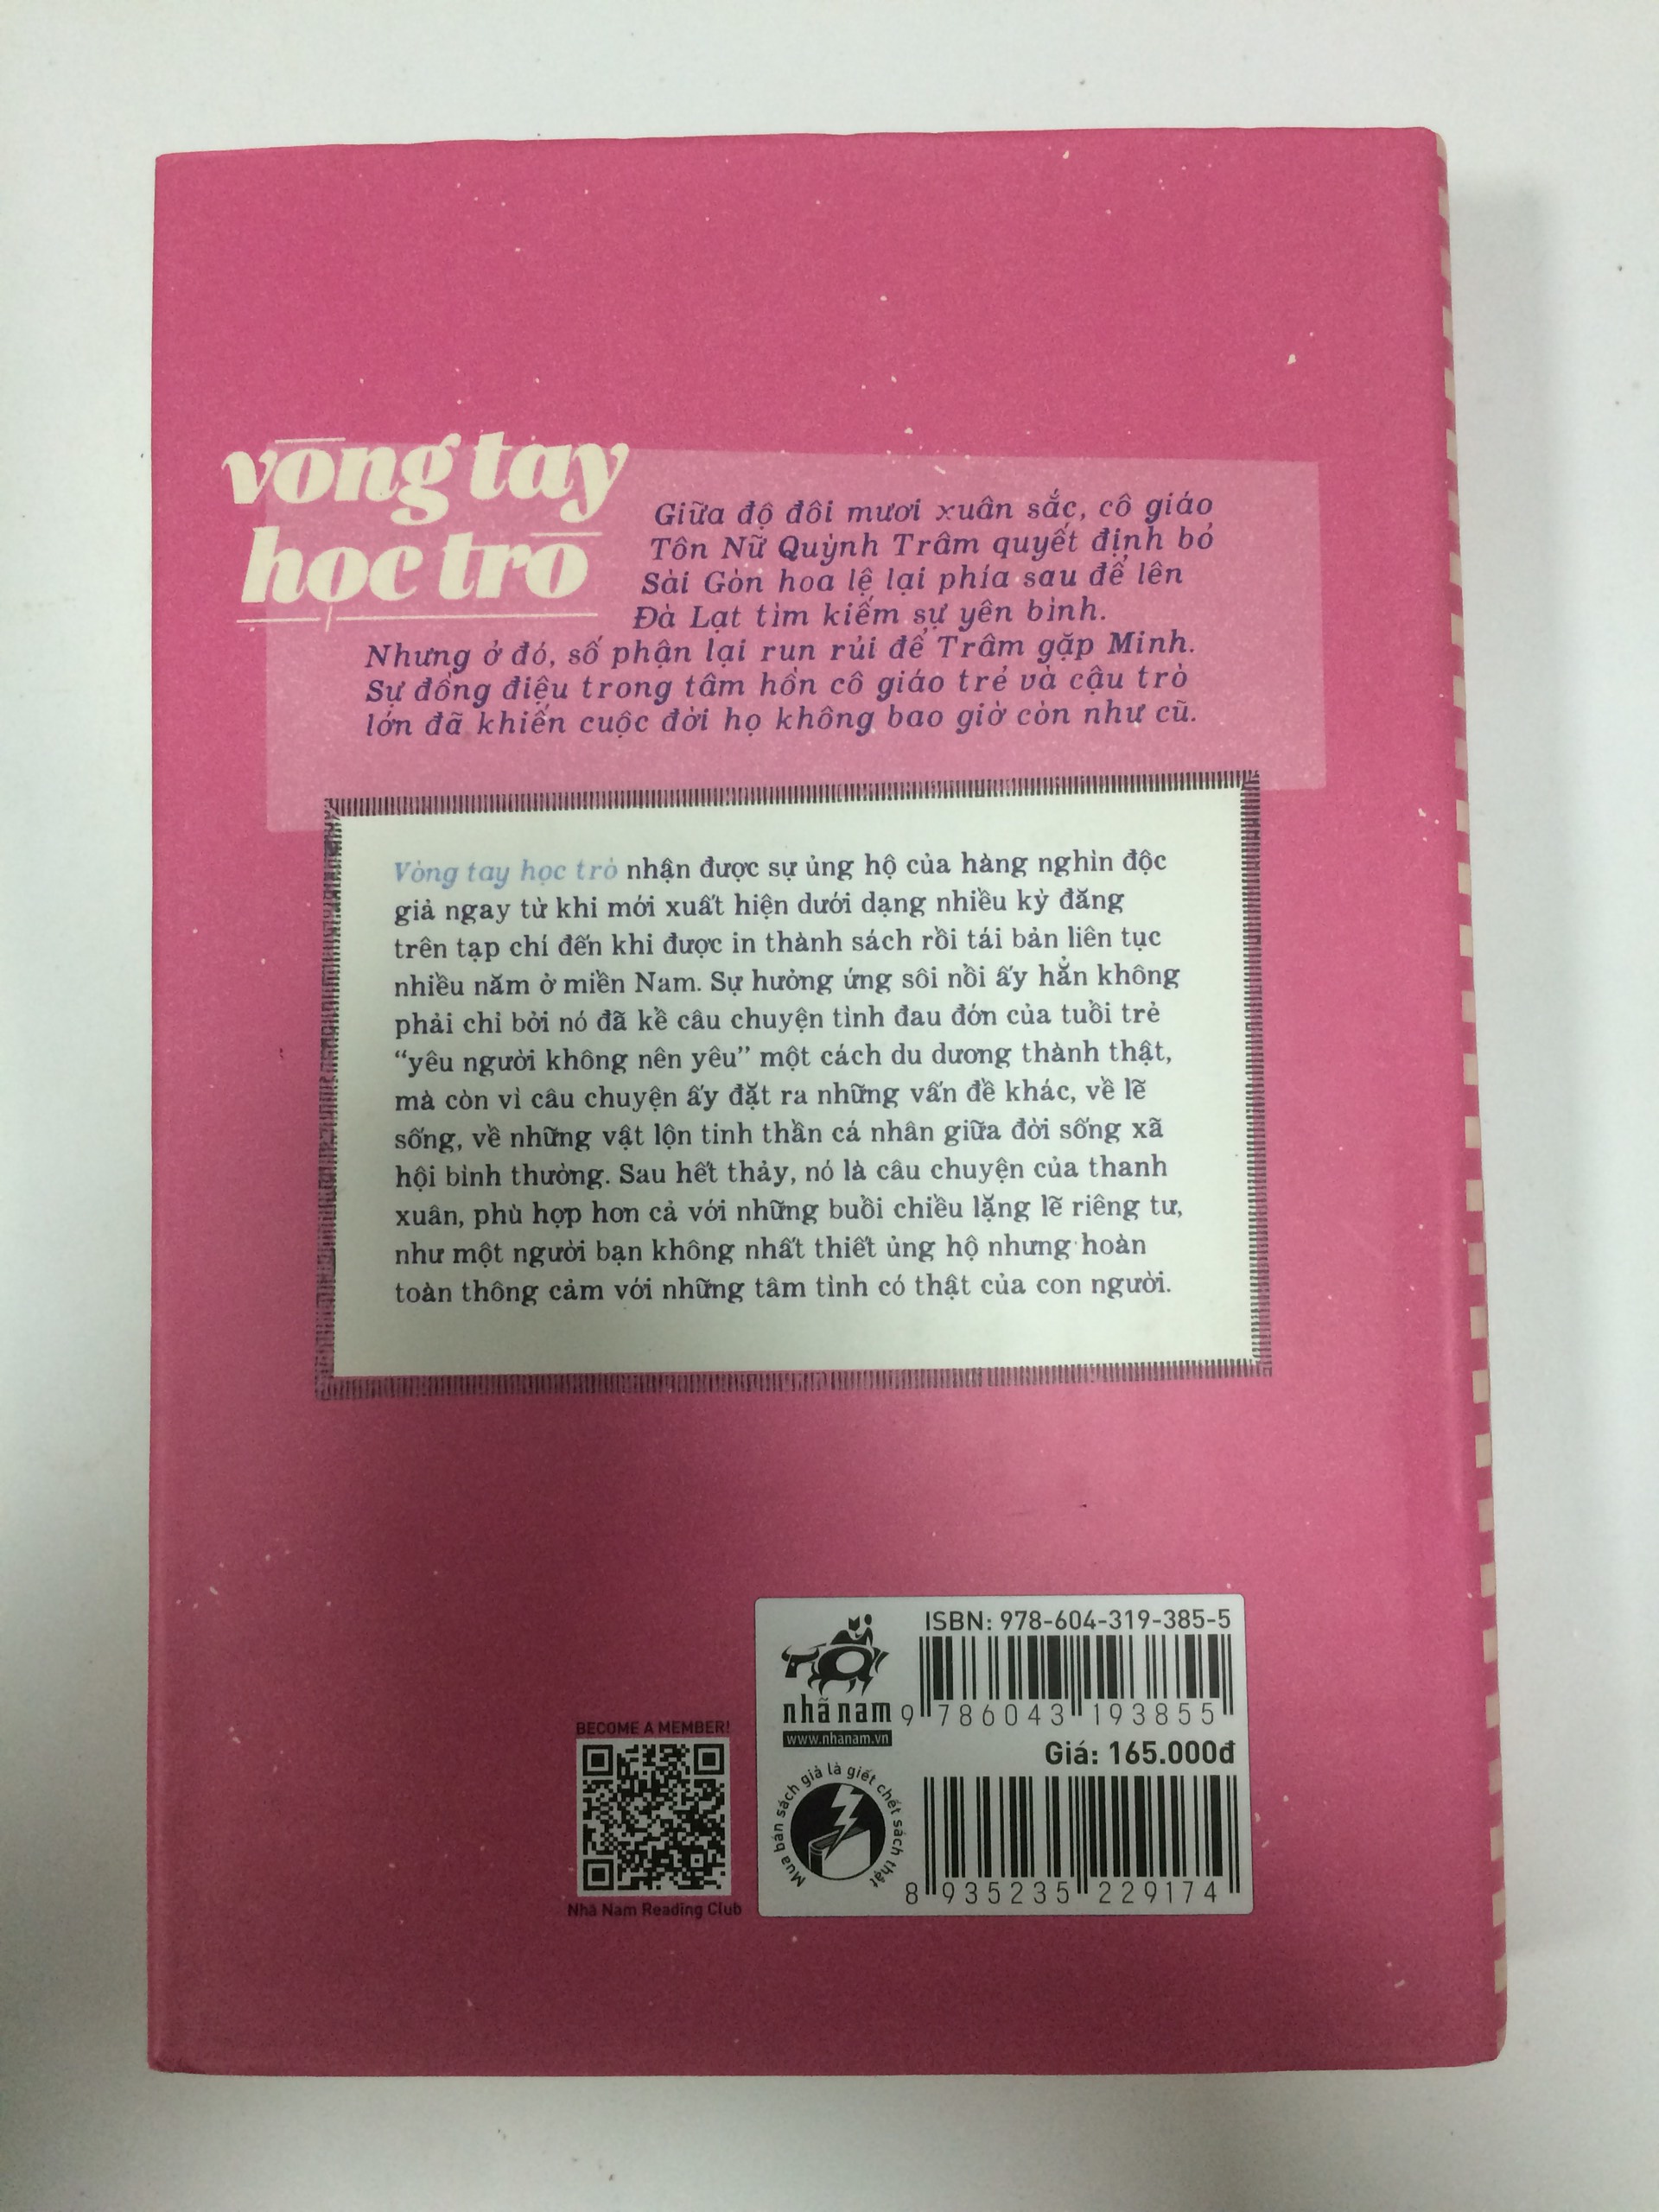 vòng tay
học trò
Giữa độ đôi mươi xuân sắc, cô giáo
Tôn Nữ Quỳnh Trâm quyết định bỏ
Sài Gòn hoa lệ lại phía sau để lên
Đà Lạt tìm kiếm sự yên bình.
Nhưng ở đó, số phận lại run rủi để Trâm gặp Minh.
Sự đồng điệu trong tâm hồn cô giáo trẻ và cậu trò
lớn đã khiến cuộc đời họ không bao giờ còn như cũ.
Vòng tay học trò nhận được sự ủng hộ của hàng nghìn độc
giả ngay từ khi mới xuất hiện dưới dạng nhiều kỳ đăng
trên tạp chí đến khi được in thành sách rồi tái bản liên tục
nhiều năm ở miền Nam. Sự hưởng ứng sôi nổi ấy hẳn không
phải chỉ bởi nó đã kể câu chuyện tình đau đớn của tuổi trẻ
“yêu người không nên yêu” một cách du dương thành thật,
mà còn vì câu chuyện ấy đặt ra những vấn đề khác, về lẽ
sống, về những vật lộn tinh thần cá nhân giữa đời sống xã
hội bình thường. Sau hết thảy, nó là câu chuyện của thanh
xuân, phù hợp hơn cả với những buổi chiều lặng lẽ riêng tư,
như một người bạn không nhất thiết ủng hộ nhưng hoàn
toàn thông cảm với những tâm tình có thật của con người.
BECOME A MEMBER!
Nhã Nam Reading Club
nhã nam
www.nhanam.vn
Mua bán sách giả là giết chết sách thật
ISBN: 978-604-319-385-5
9 786043 193855
Giá: 165.000đ
8 935235 229174